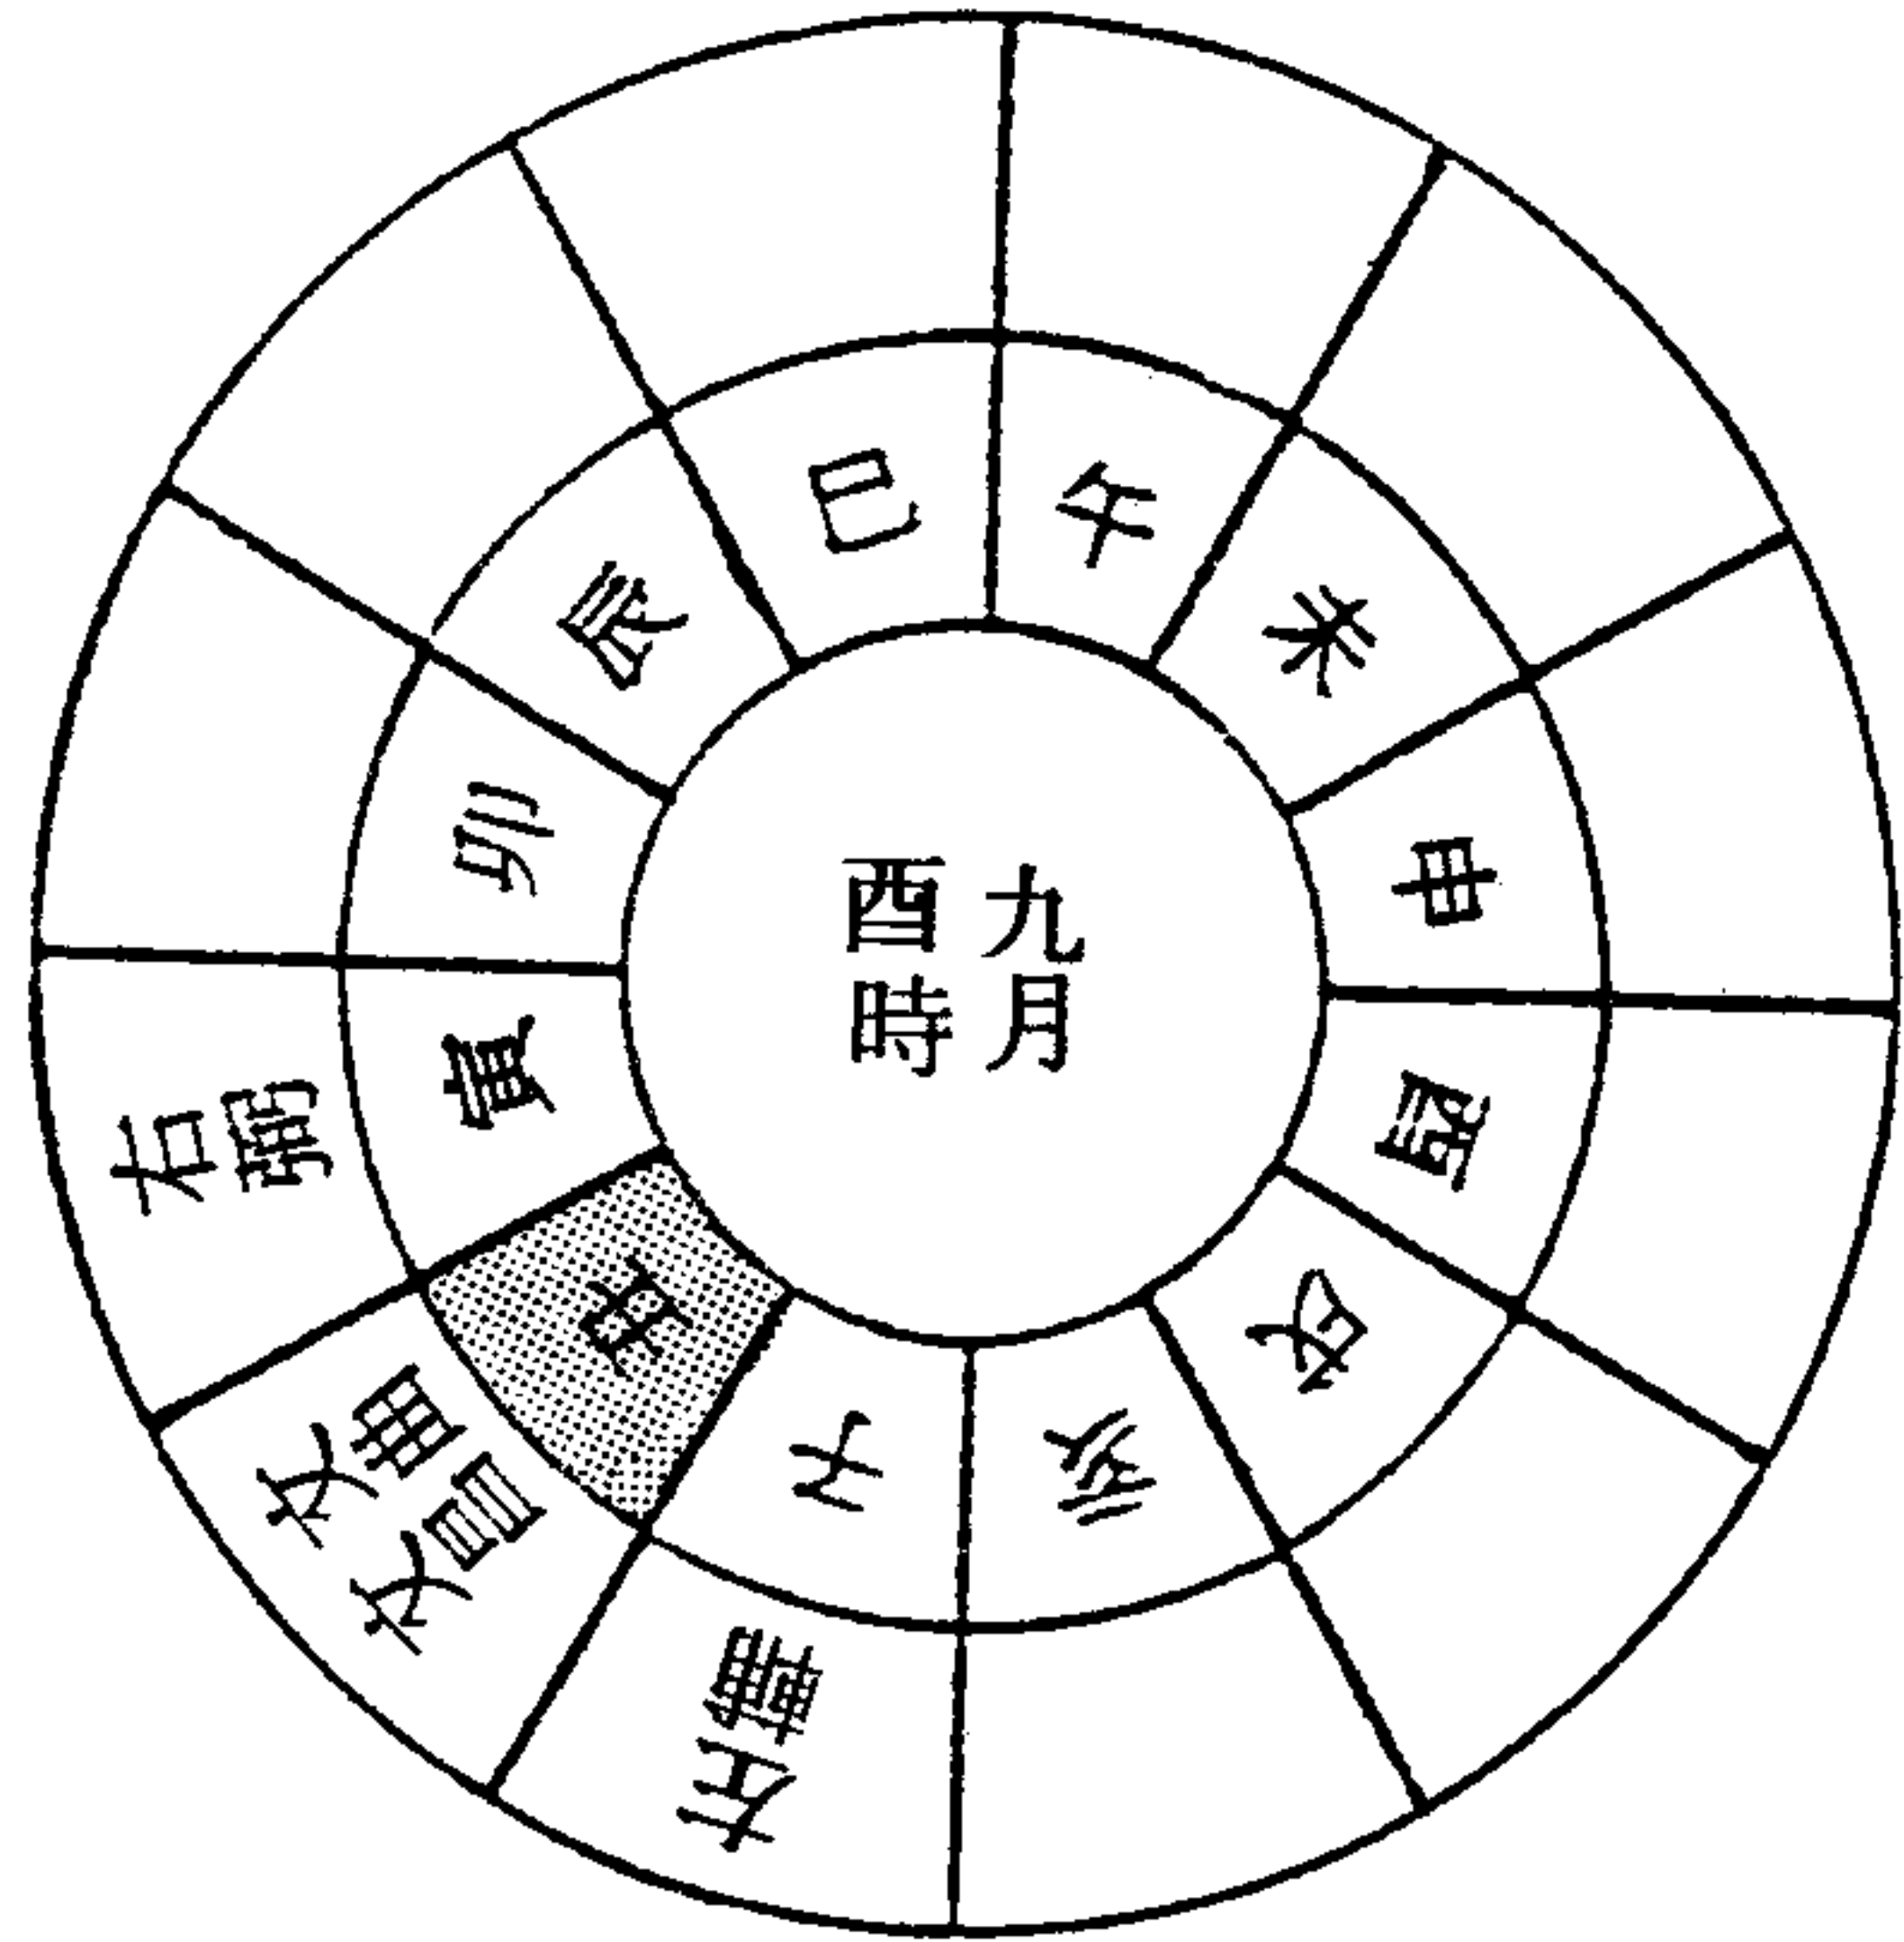 九月
酉時
子
丑
寅
卯
辰
巳
午
未
申
酉
戌
亥
左輔
文昌
文曲
右弼